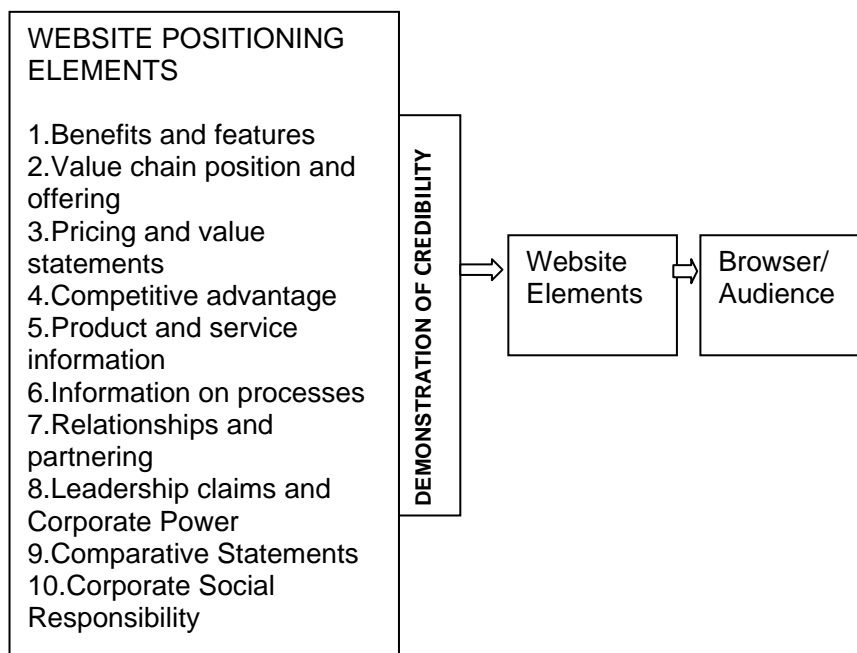 WEBSITE POSITIONING
ELEMENTS
1.Benefits and features
2.Value chain position and
offering
3.Pricing and value
statements
4.Competitive advantage
5.Product and service
information
6.Information on processes
7.Relationships and
partnering
8.Leadership claims and
Corporate Power
9.Comparative Statements
10.Corporate Social
Responsibility
DEMONSTRATION OF CREDIBILITY
Website
Elements
Browser/
Audience